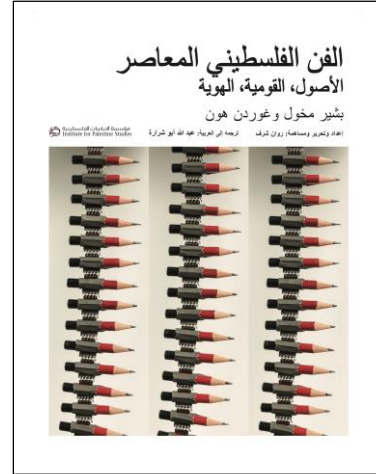 الفن الفلسطيني المعاصر
الأصول، القومية، الهوية
بشير مخول وغوردن هون
إعداد وتحرير ومساهمة: روان شرف
ترجمه إلى العربية: عبد الله أبو شرارة
مؤسسة الدراسات الفلسطينية
Institute for Palestine Studies